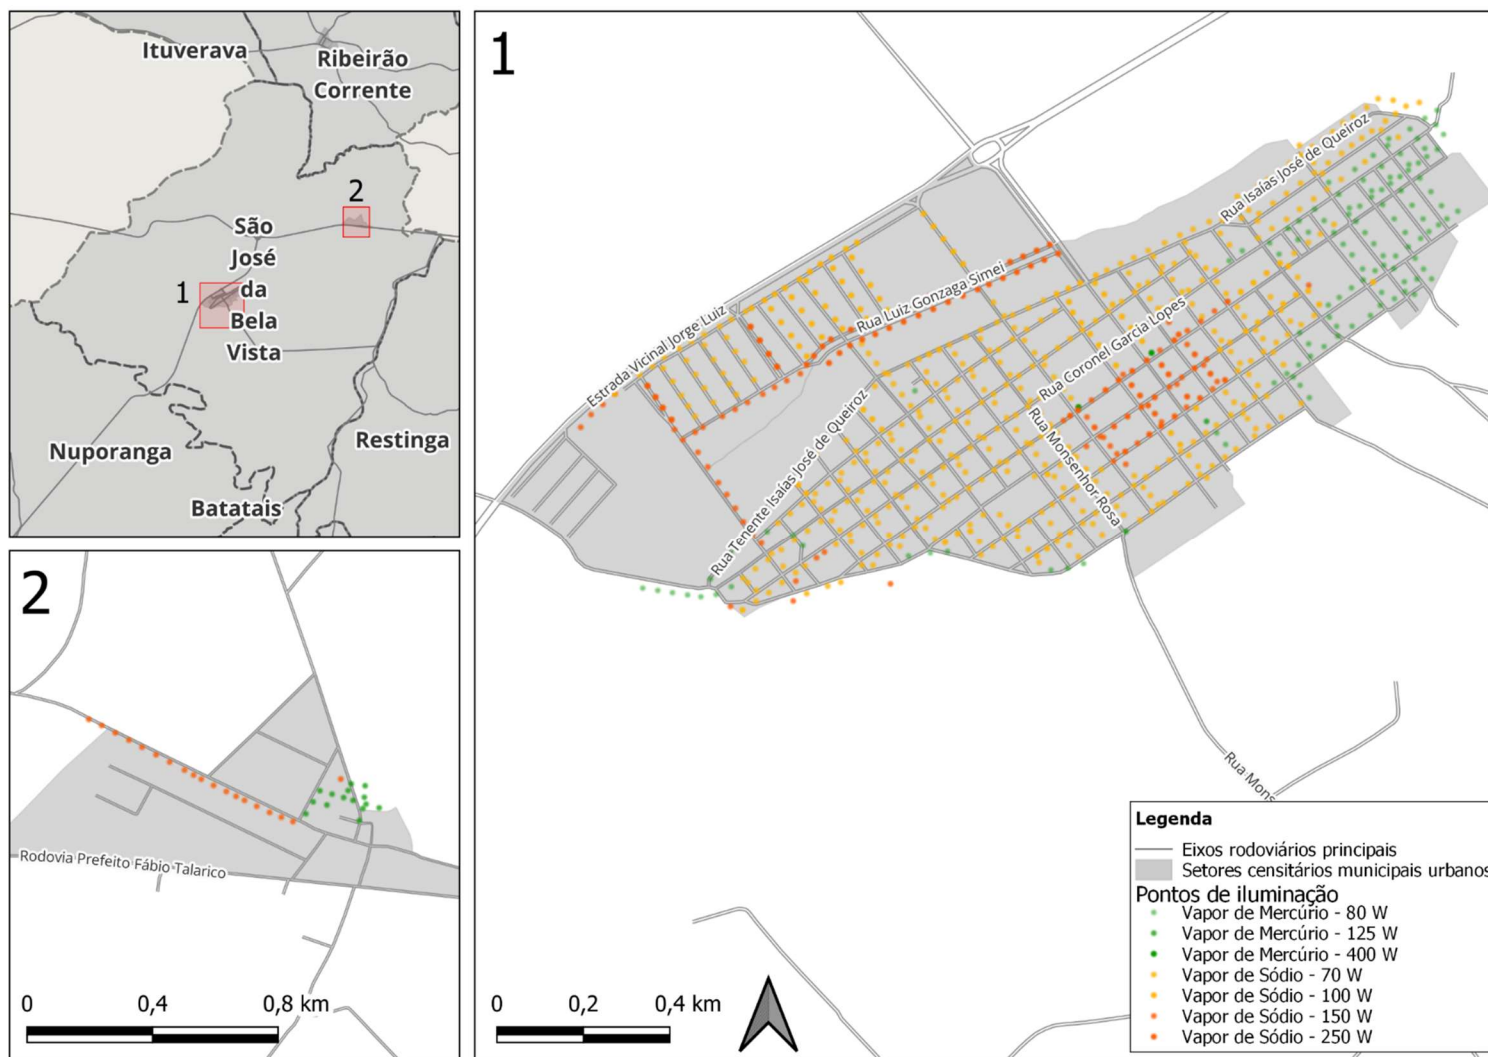 Ituverava
Ribeirão
Corrente
2
São
José
1
da
Bela
Vista
Nuporanga
Restinga
Batatais
2
Rodovia Prefeito Fábio Talarico
0
0,4
0,8 km
1
Rua Isaías José de Queiroz
Estrada Vicinal Jorge Luiz
Rua Luiz Gonzaga Simei
Rua Coronel Garcia Lopes
Rua Tenente Isaías José de Queiroz
Rua Monsenhor Rosa
Rua Mons
0
0,2
0,4 km
Legenda
Eixos rodoviários principais
Setores censitários municipais urbanos
Pontos de iluminação
Vapor de Mercúrio - 80 W
Vapor de Mercúrio - 125 W
Vapor de Mercúrio - 400 W
Vapor de Sódio - 70 W
Vapor de Sódio - 100 W
Vapor de Sódio - 150 W
Vapor de Sódio - 250 W